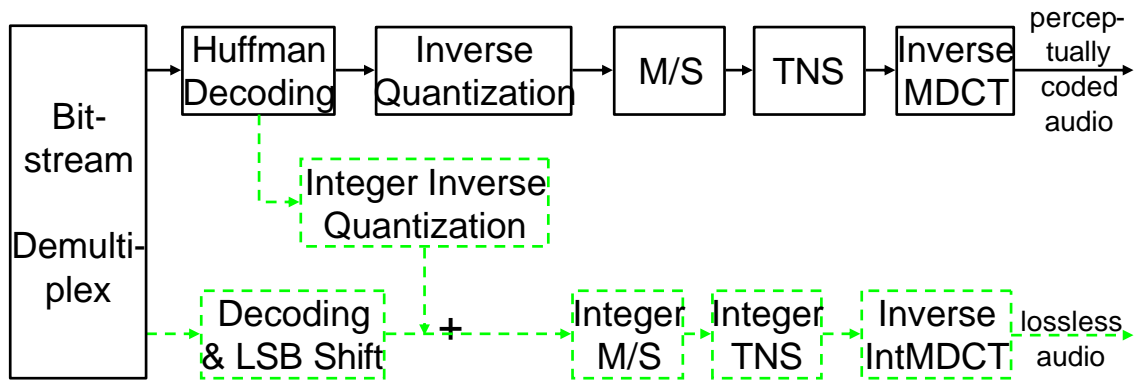 Bit-
stream
Demulti-
plex
Huffman
Decoding
Inverse
Quantization
M/S
TNS
Inverse
MDCT
percep-
tually
coded
audio
Integer Inverse
Quantization
Decoding
& LSB Shift
+
Integer
M/S
Integer
TNS
Inverse
IntMDCT
lossless
audio